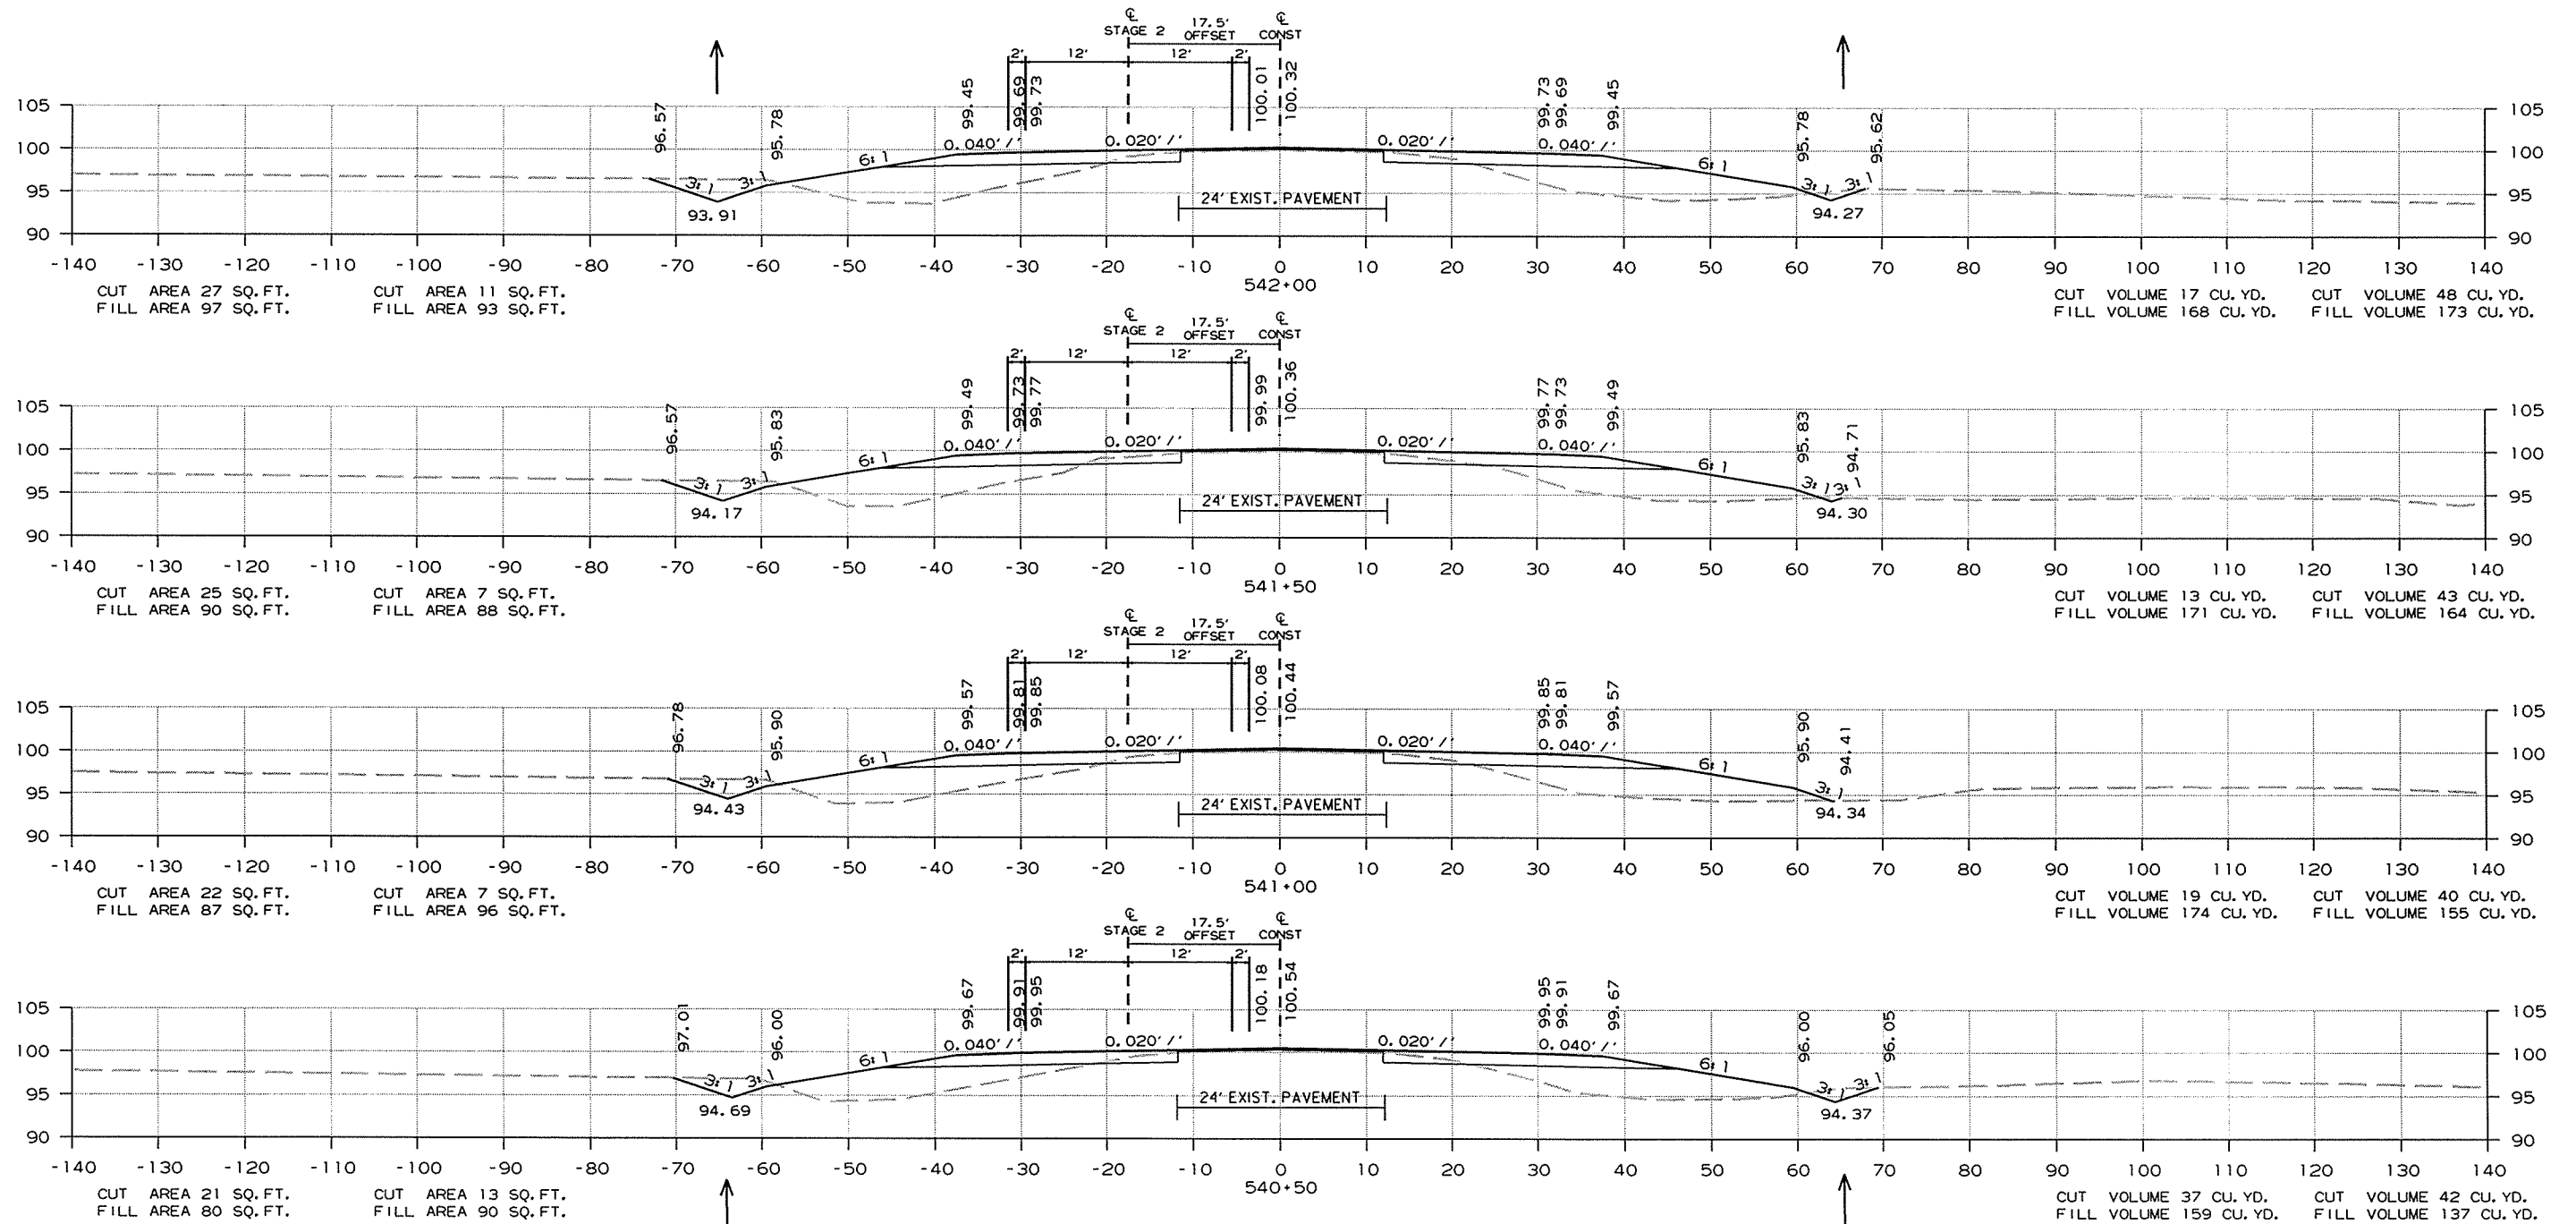 ℄ ℄
STAGE 2 17.5' OFFSET CONST
2' 12' 12' 2'
96.57 95.78 99.45 99.69 99.73 100.01 100.32 99.73 99.69 99.45 95.78 95.62
105 105
100 6:1 0.040'/' 0.020'/' 0.020'/' 0.040'/' 6:1 100
95 3:1 3:1 3:1 3:1 95
93.91 24' EXIST. PAVEMENT 94.27
90 90
-140 -130 -120 -110 -100 -90 -80 -70 -60 -50 -40 -30 -20 -10 0 10 20 30 40 50 60 70 80 90 100 110 120 130 140
542+00
CUT AREA 27 SQ.FT. CUT AREA 11 SQ.FT. CUT VOLUME 17 CU.YD. CUT VOLUME 48 CU.YD.
FILL AREA 97 SQ.FT. FILL AREA 93 SQ.FT. FILL VOLUME 168 CU.YD. FILL VOLUME 173 CU.YD.
℄ ℄
STAGE 2 17.5' OFFSET CONST
2' 12' 12' 2'
96.57 95.83 99.49 99.73 99.77 99.99 100.36 99.77 99.73 99.49 95.83 94.71
105 105
100 6:1 0.040'/' 0.020'/' 0.020'/' 0.040'/' 6:1 100
95 3:1 3:1 3:1 3:1 95
94.17 24' EXIST. PAVEMENT 94.30
90 90
-140 -130 -120 -110 -100 -90 -80 -70 -60 -50 -40 -30 -20 -10 0 10 20 30 40 50 60 70 80 90 100 110 120 130 140
541+50
CUT AREA 25 SQ.FT. CUT AREA 7 SQ.FT. CUT VOLUME 13 CU.YD. CUT VOLUME 43 CU.YD.
FILL AREA 90 SQ.FT. FILL AREA 88 SQ.FT. FILL VOLUME 171 CU.YD. FILL VOLUME 164 CU.YD.
℄ ℄
STAGE 2 17.5' OFFSET CONST
2' 12' 12' 2'
96.78 95.90 99.57 99.81 99.85 100.08 100.44 99.85 99.81 99.57 95.90 94.41
105 105
100 6:1 0.040'/' 0.020'/' 0.020'/' 0.040'/' 6:1 100
95 3:1 3:1 3:1 95
94.43 24' EXIST. PAVEMENT 94.34
90 90
-140 -130 -120 -110 -100 -90 -80 -70 -60 -50 -40 -30 -20 -10 0 10 20 30 40 50 60 70 80 90 100 110 120 130 140
541+00
CUT AREA 22 SQ.FT. CUT AREA 7 SQ.FT. CUT VOLUME 19 CU.YD. CUT VOLUME 40 CU.YD.
FILL AREA 87 SQ.FT. FILL AREA 96 SQ.FT. FILL VOLUME 174 CU.YD. FILL VOLUME 155 CU.YD.
℄ ℄
STAGE 2 17.5' OFFSET CONST
2' 12' 12' 2'
97.01 96.00 99.67 99.91 99.95 100.18 100.54 99.95 99.91 99.67 96.00 96.05
105 105
100 6:1 0.040'/' 0.020'/' 0.020'/' 0.040'/' 6:1 100
95 3:1 3:1 3:1 3:1 95
94.69 24' EXIST. PAVEMENT 94.37
90 90
-140 -130 -120 -110 -100 -90 -80 -70 -60 -50 -40 -30 -20 -10 0 10 20 30 40 50 60 70 80 90 100 110 120 130 140
540+50
CUT AREA 21 SQ.FT. CUT AREA 13 SQ.FT. CUT VOLUME 37 CU.YD. CUT VOLUME 42 CU.YD.
FILL AREA 80 SQ.FT. FILL AREA 90 SQ.FT. FILL VOLUME 159 CU.YD. FILL VOLUME 137 CU.YD.